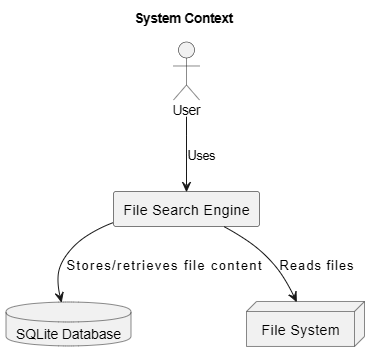 System Context
User
Uses
File Search Engine
Stores/retrieves file content
Reads files
SQLite Database
File System